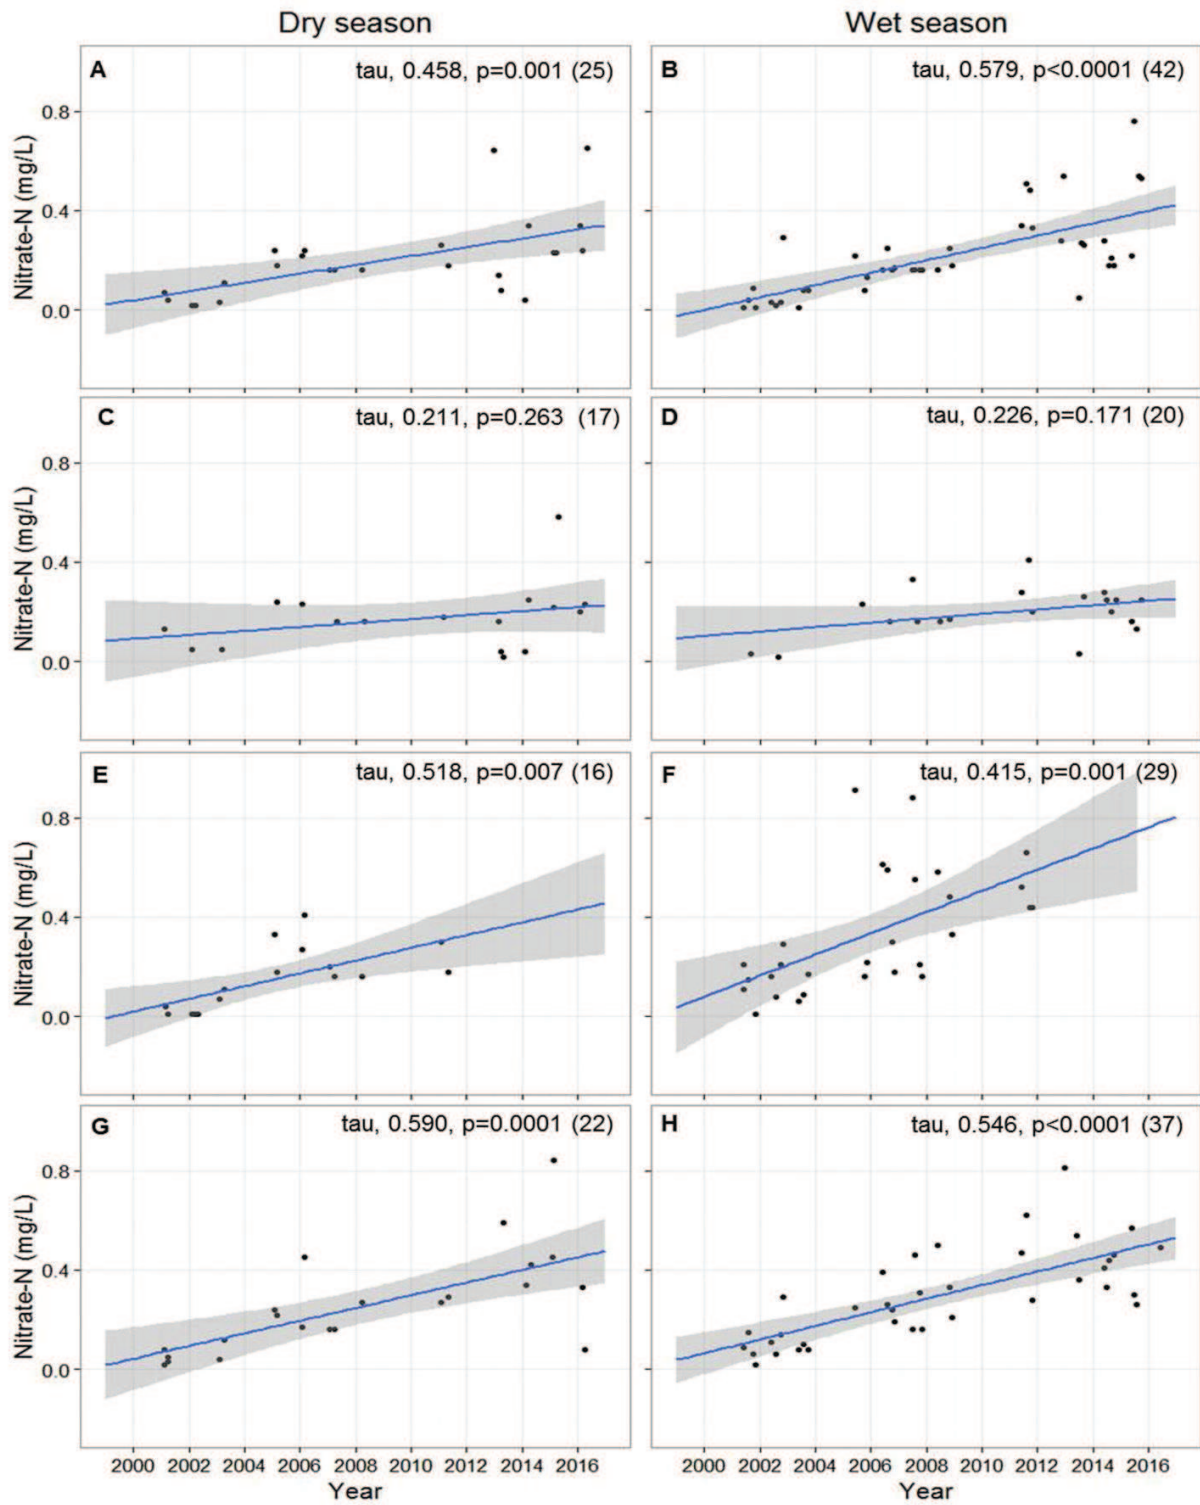 Dry season
Wet season
A
tau, 0.458, p=0.001 (25)
B
tau, 0.579, p<0.0001 (42)
Nitrate-N (mg/L)
0.8
0.4
0.0
C
tau, 0.211, p=0.263 (17)
D
tau, 0.226, p=0.171 (20)
Nitrate-N (mg/L)
0.8
0.4
0.0
E
tau, 0.518, p=0.007 (16)
F
tau, 0.415, p=0.001 (29)
Nitrate-N (mg/L)
0.8
0.4
0.0
G
tau, 0.590, p=0.0001 (22)
H
tau, 0.546, p<0.0001 (37)
Nitrate-N (mg/L)
0.8
0.4
0.0
2000 2002 2004 2006 2008 2010 2012 2014 2016
2000 2002 2004 2006 2008 2010 2012 2014 2016
Year
Year